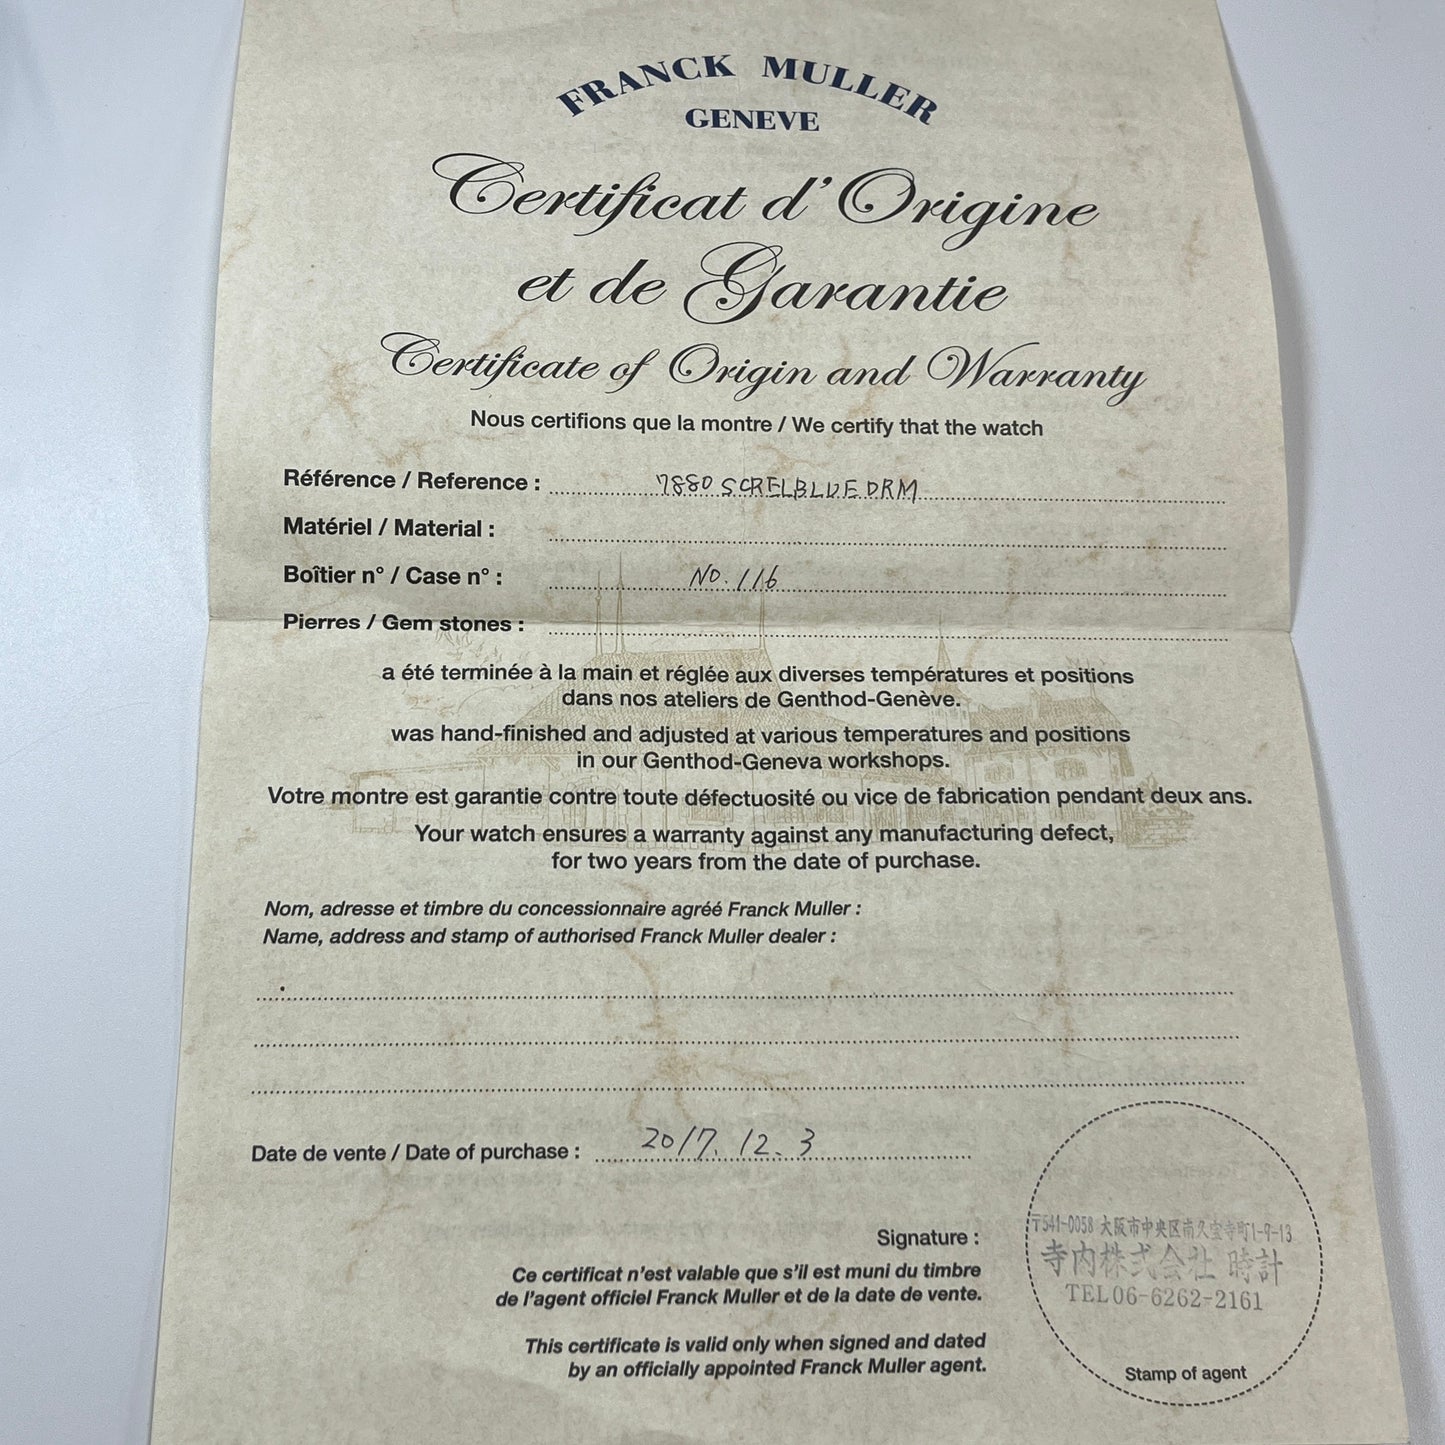 FRANCK MULLER
GENEVE
Certificat d'Origine
et de Garantie
Certificate of Origin and Warranty
Nous certifions que la montre / We certify that the watch
Référence / Reference : 7880 SCRELBLUEDRM
Matériel / Material :
Boîtier n° / Case n° : NO. 116
Pierres / Gem stones :
a été terminée à la main et réglée aux diverses températures et positions
dans nos ateliers de Genthod-Genève.
was hand-finished and adjusted at various temperatures and positions
in our Genthod-Geneva workshops.
Votre montre est garantie contre toute défectuosité ou vice de fabrication pendant deux ans.
Your watch ensures a warranty against any manufacturing defect,
for two years from the date of purchase.
Nom, adresse et timbre du concessionnaire agréé Franck Muller :
Name, address and stamp of authorised Franck Muller dealer :
Date de vente / Date of purchase : 2017. 12. 3
Signature :
Ce certificat n'est valable que s'il est muni du timbre
de l'agent officiel Franck Muller et de la date de vente.
This certificate is valid only when signed and dated
by an officially appointed Franck Muller agent.
〒541-0058 大阪市中央区南久宝寺町1-9-13
寺内株式会社 時計
TEL06-6262-2161
Stamp of agent